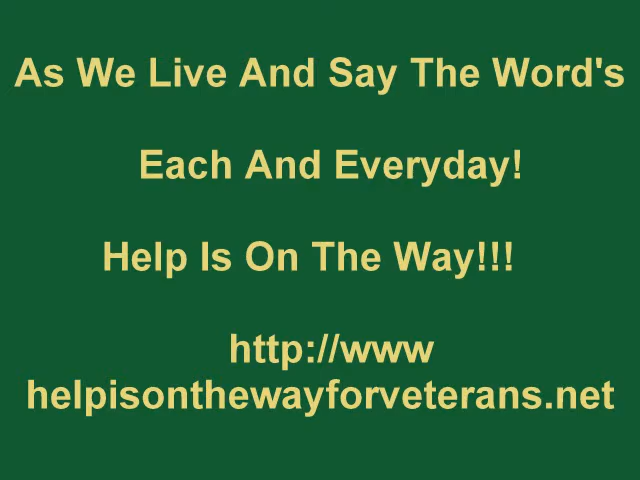 As We Live And Say The Word's
Each And Everyday!
Help Is On The Way!!!
http://www
helpisonthewayforveterans.net